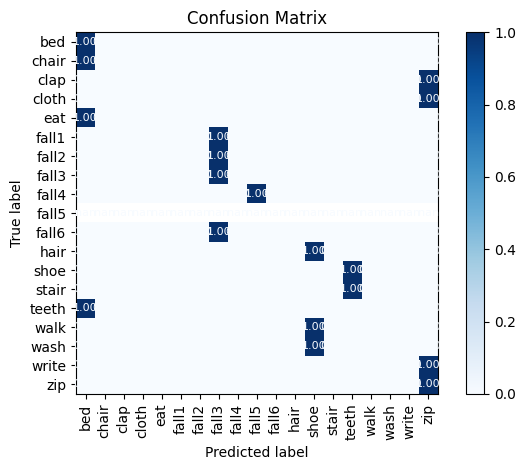 Confusion Matrix
True label
bed 1.00
chair 1.00
clap 1.00
cloth 1.00
eat 1.00
fall1 1.00
fall2 1.00
fall3 1.00
fall4 1.00
fall5
fall6 1.00
hair 1.00
shoe 1.00
stair 1.00
teeth 1.00
walk 1.00
wash 1.00
write 1.00
zip 1.00
bed chair clap cloth eat fall1 fall2 fall3 fall4 fall5 fall6 hair shoe stair teeth walk wash write zip
Predicted label
1.0
0.8
0.6
0.4
0.2
0.0